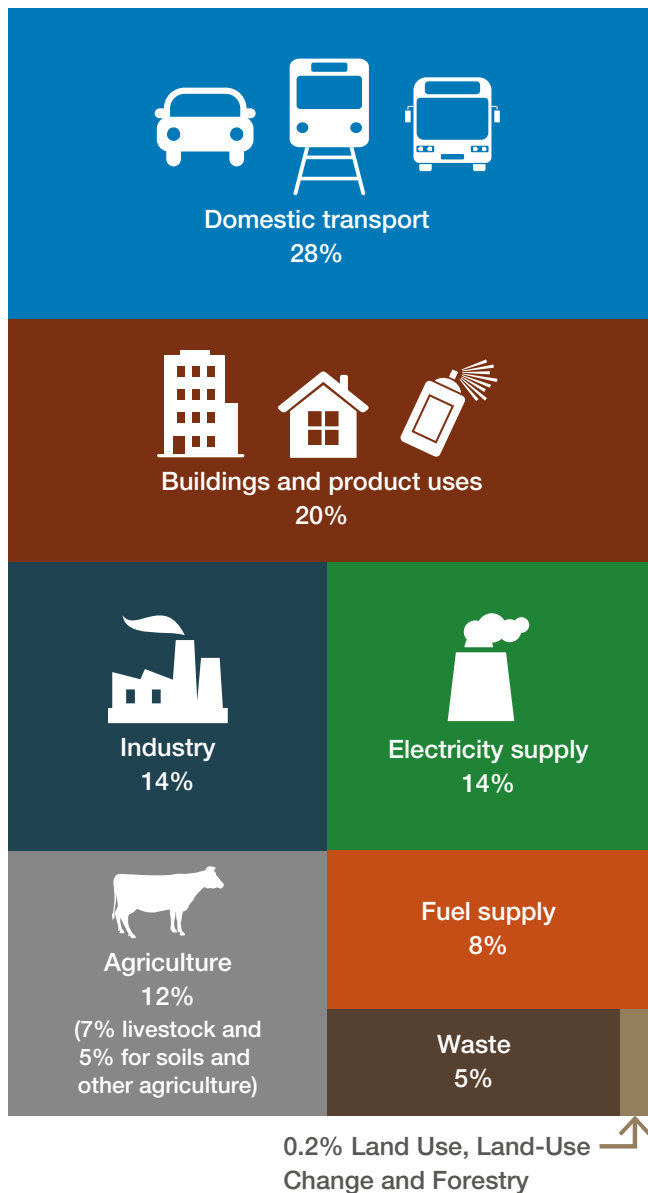 Domestic transport
28%
Buildings and product uses
20%
Industry
14%
Electricity supply
14%
Agriculture
12%
(7% livestock and
5% for soils and
other agriculture)
Fuel supply
8%
Waste
5%
0.2% Land Use, Land-Use
Change and Forestry